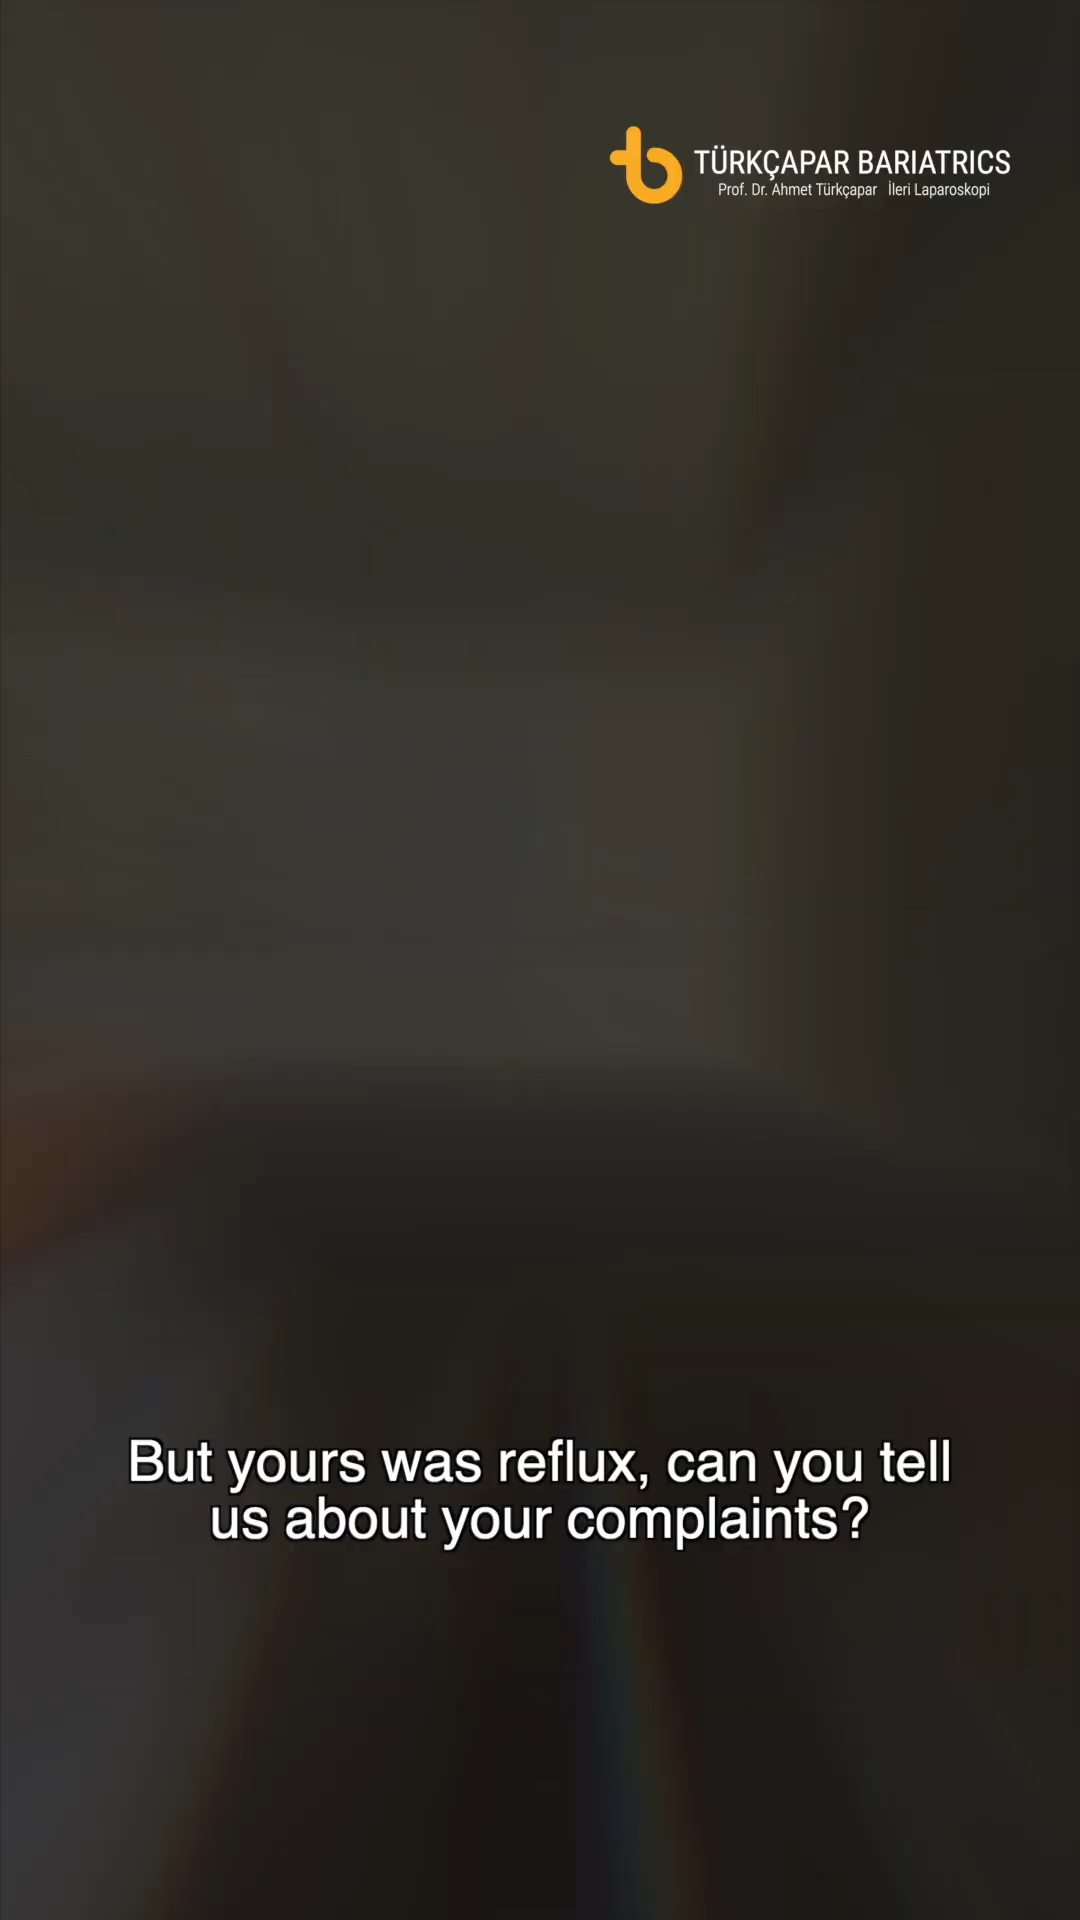 TÜRKÇAPAR BARIATRICS
Prof. Dr. Ahmet Türkçapar İleri Laparoskopi
But yours was reflux, can you tell
us about your complaints?